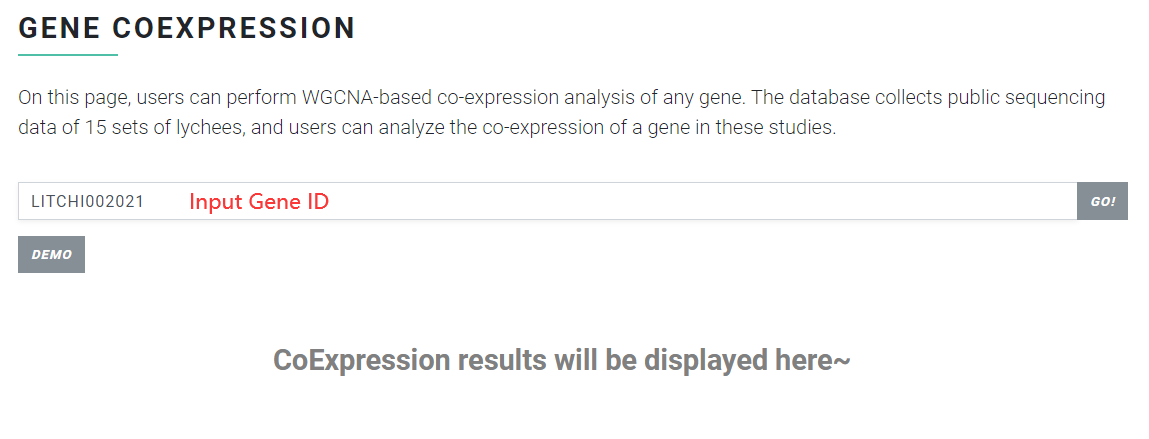 GENE COEXPRESSION
On this page, users can perform WGCNA-based co-expression analysis of any gene. The database collects public sequencing
data of 15 sets of lychees, and users can analyze the co-expression of a gene in these studies.
LITCHI002021 Input Gene ID GO!
DEMO
CoExpression results will be displayed here~